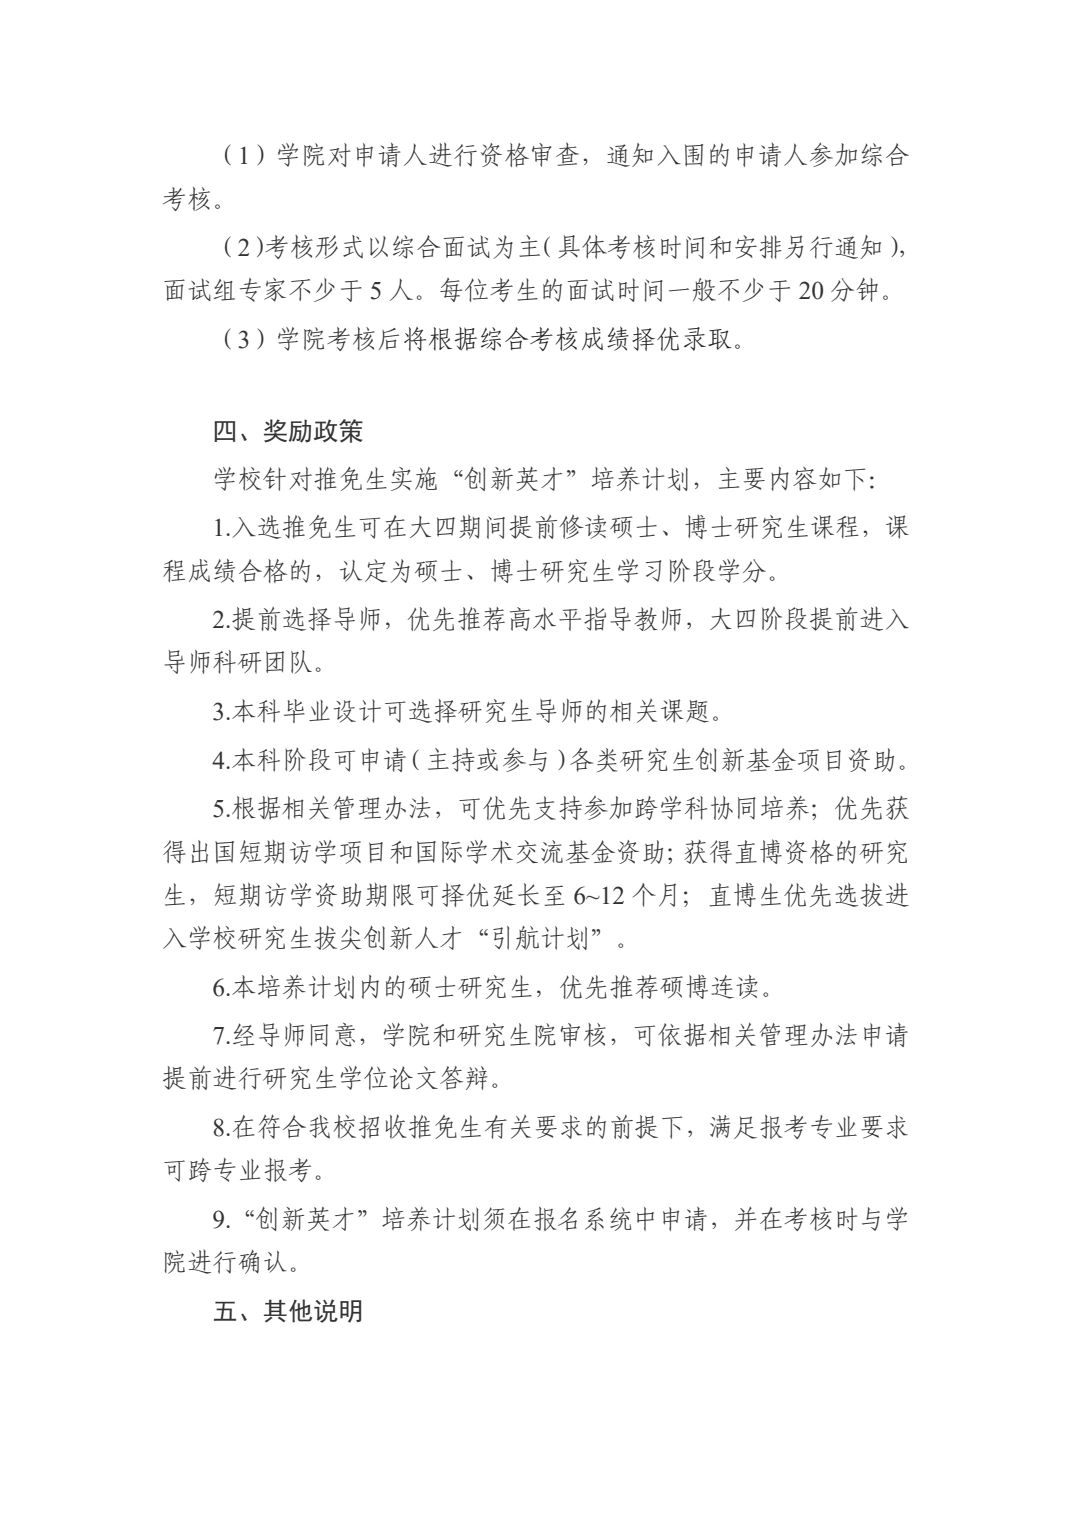 （1）学院对申请人进行资格审查，通知入围的申请人参加综合
考核。
（2）考核形式以综合面试为主（具体考核时间和安排另行通知），
面试组专家不少于 5 人。每位考生的面试时间一般不少于 20 分钟。
（3）学院考核后将根据综合考核成绩择优录取。
四、奖励政策
学校针对推免生实施“创新英才”培养计划，主要内容如下：
1.入选推免生可在大四期间提前修读硕士、博士研究生课程，课
程成绩合格的，认定为硕士、博士研究生学习阶段学分。
2.提前选择导师，优先推荐高水平指导教师，大四阶段提前进入
导师科研团队。
3.本科毕业设计可选择研究生导师的相关课题。
4.本科阶段可申请（主持或参与）各类研究生创新基金项目资助。
5.根据相关管理办法，可优先支持参加跨学科协同培养；优先获
得出国短期访学项目和国际学术交流基金资助；获得直博资格的研究
生，短期访学资助期限可择优延长至 6~12 个月；直博生优先选拔进
入学校研究生拔尖创新人才“引航计划”。
6.本培养计划内的硕士研究生，优先推荐硕博连读。
7.经导师同意，学院和研究生院审核，可依据相关管理办法申请
提前进行研究生学位论文答辩。
8.在符合我校招收推免生有关要求的前提下，满足报考专业要求
可跨专业报考。
9.“创新英才”培养计划须在报名系统中申请，并在考核时与学
院进行确认。
五、其他说明